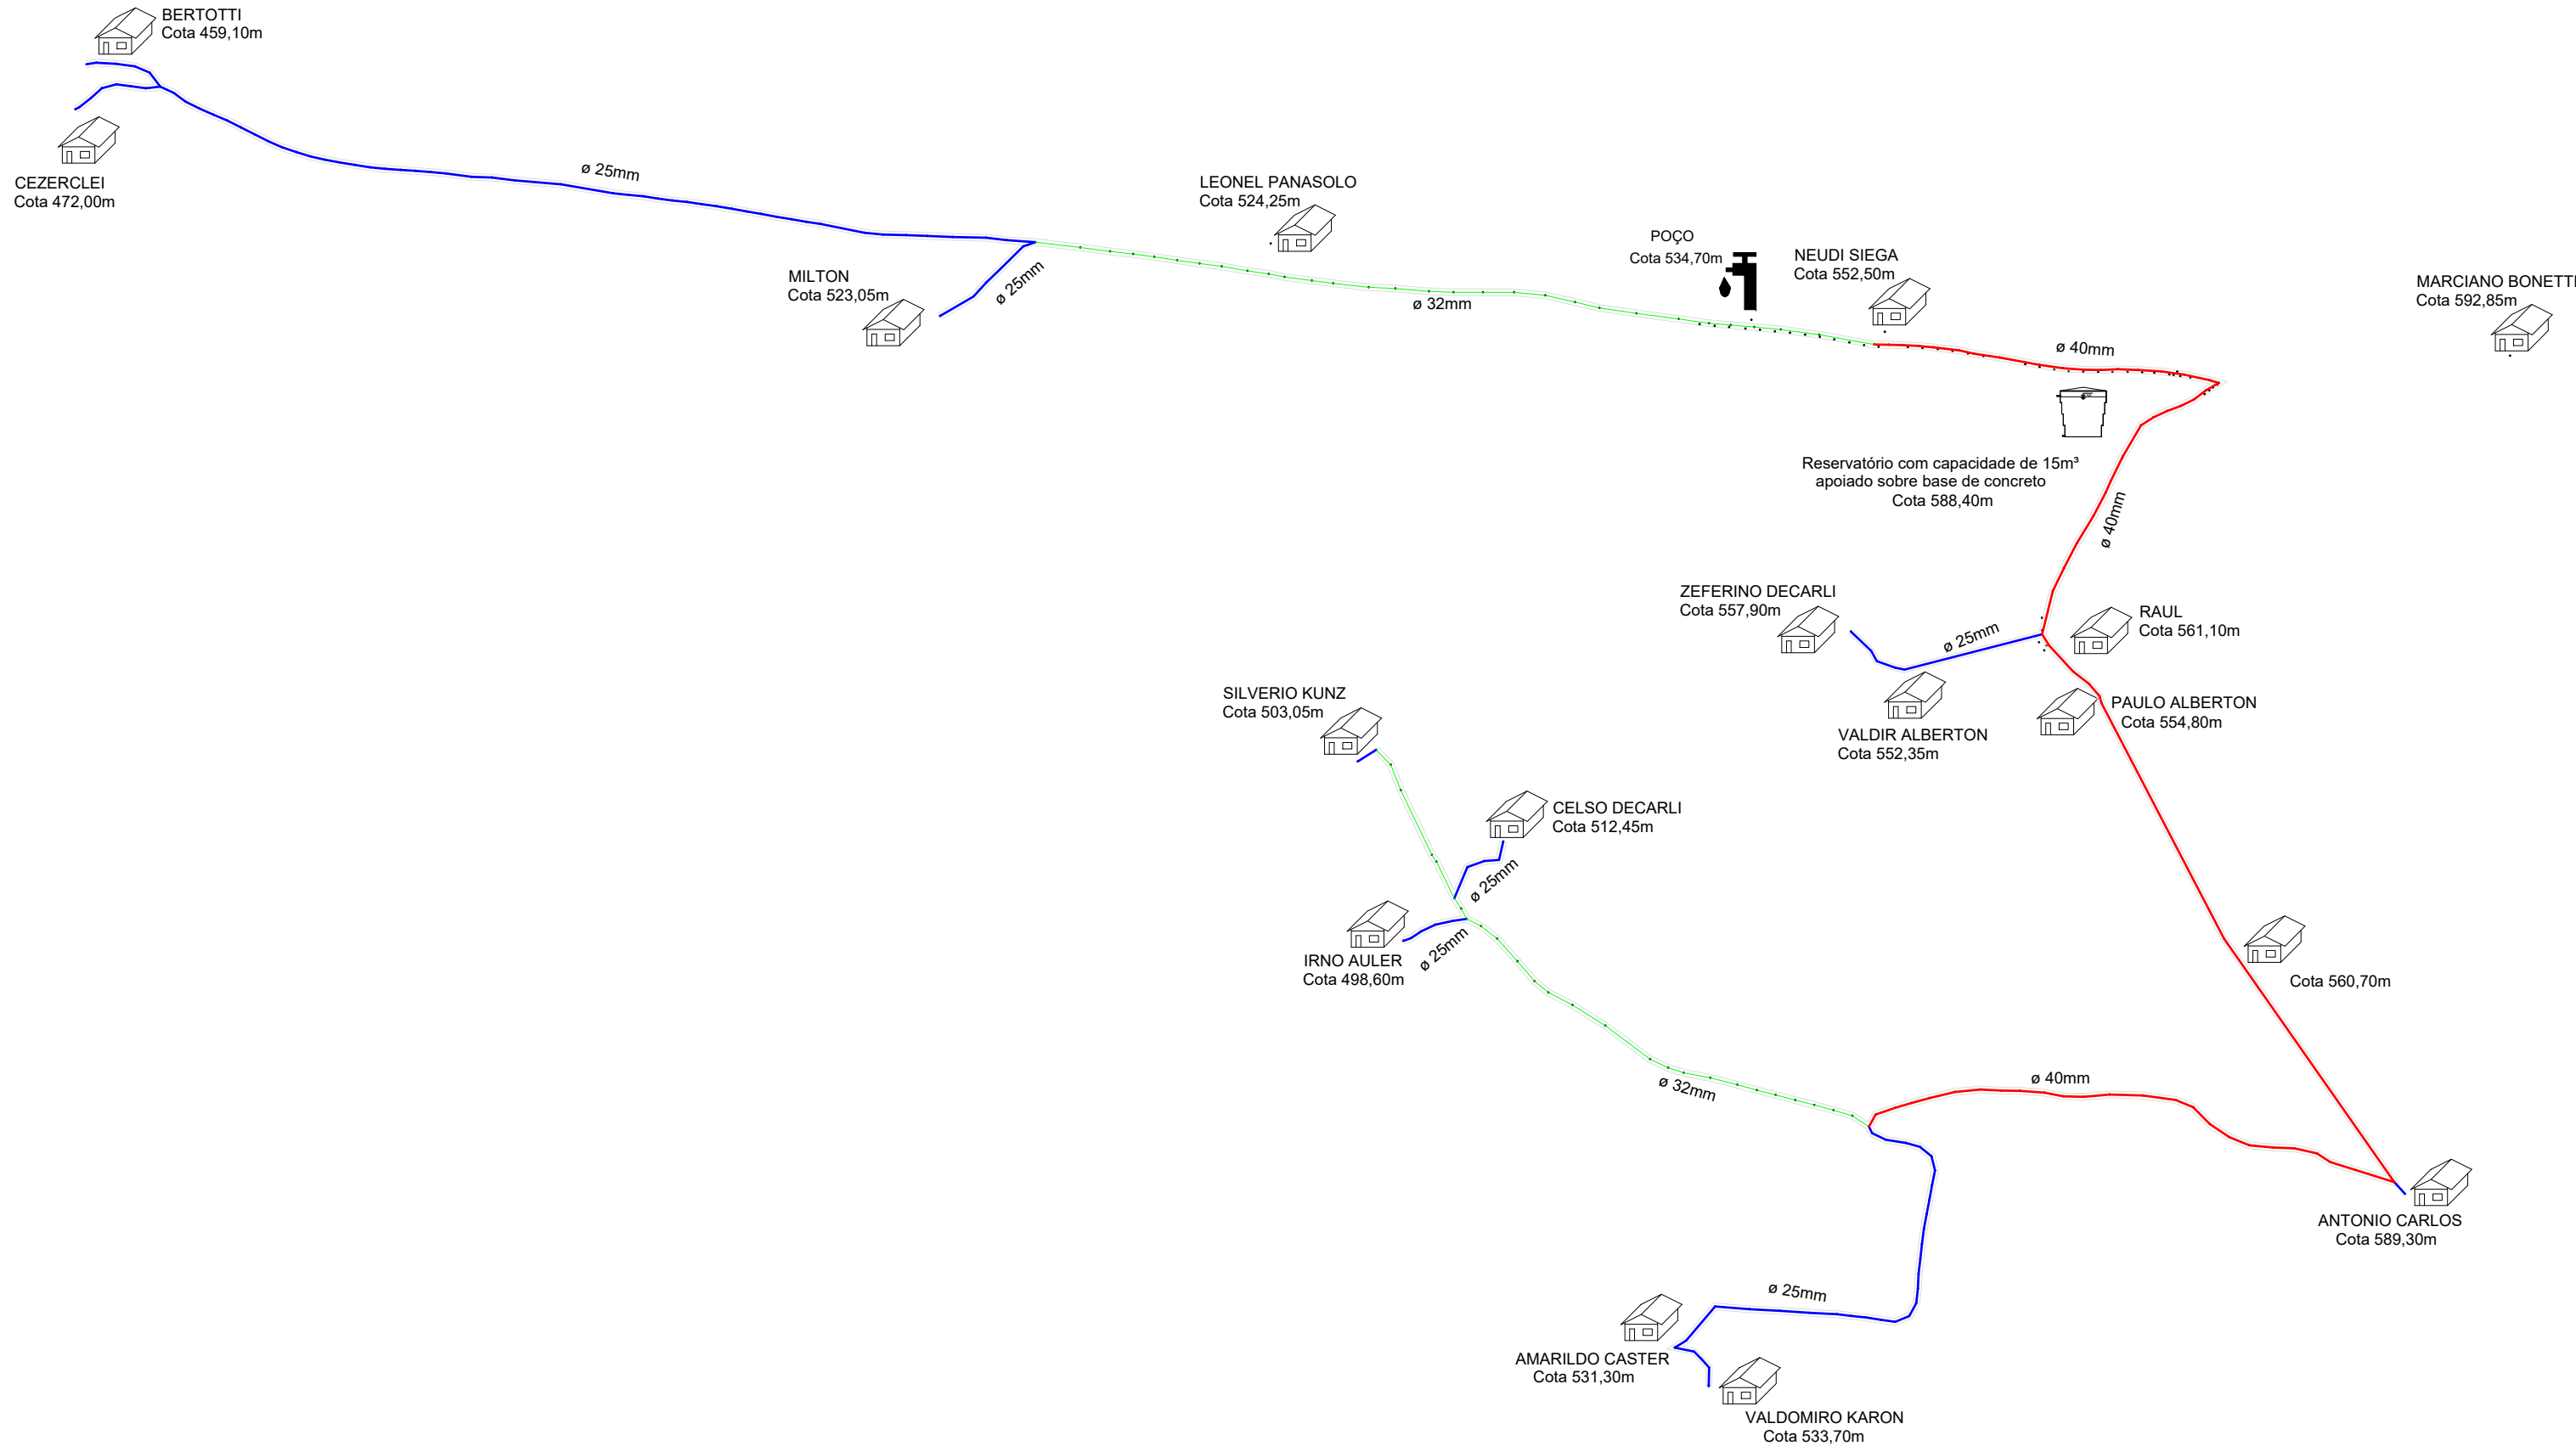 BERTOTTI
Cota 459,10m
CEZERCLEI
Cota 472,00m
ø 25mm
LEONEL PANASOLO
Cota 524,25m
MILTON
Cota 523,05m
ø 25mm
ø 32mm
POÇO
Cota 534,70m
NEUDI SIEGA
Cota 552,50m
MARCIANO BONETTI
Cota 592,85m
ø 40mm
Reservatório com capacidade de 15m³
apoiado sobre base de concreto
Cota 588,40m
ø 40mm
ZEFERINO DECARLI
Cota 557,90m
ø 25mm
RAUL
Cota 561,10m
PAULO ALBERTON
Cota 554,80m
VALDIR ALBERTON
Cota 552,35m
SILVERIO KUNZ
Cota 503,05m
CELSO DECARLI
Cota 512,45m
ø 25mm
IRNO AULER
Cota 498,60m
ø 25mm
Cota 560,70m
ø 32mm
ø 40mm
ANTONIO CARLOS
Cota 589,30m
ø 25mm
AMARILDO CASTER
Cota 531,30m
VALDOMIRO KARON
Cota 533,70m